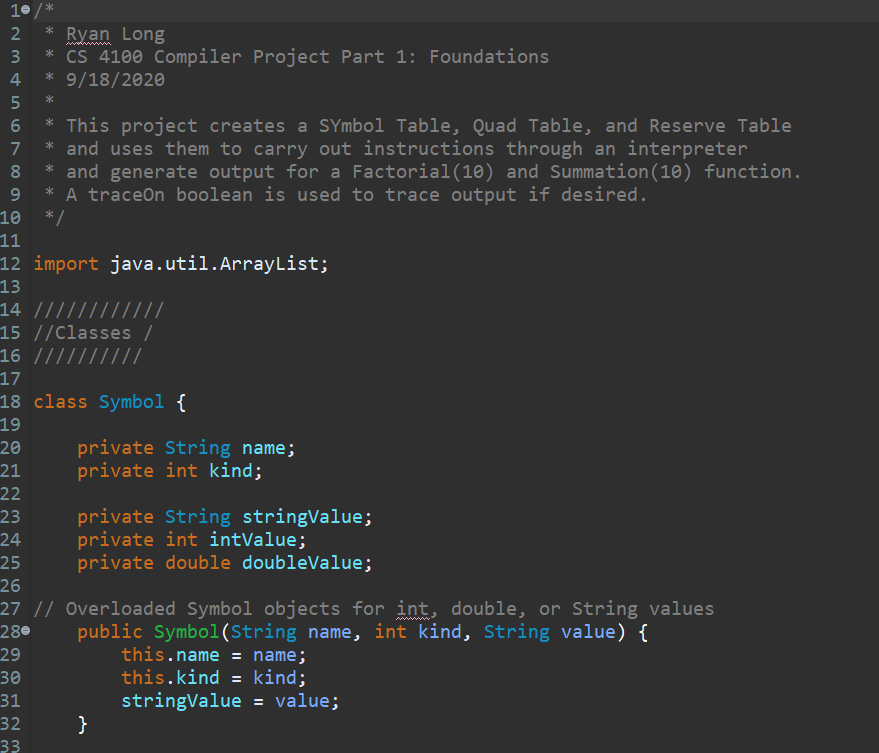 1 /*
2  * Ryan Long
3  * CS 4100 Compiler Project Part 1: Foundations
4  * 9/18/2020
5  *
6  * This project creates a SYmbol Table, Quad Table, and Reserve Table
7  * and uses them to carry out instructions through an interpreter
8  * and generate output for a Factorial(10) and Summation(10) function.
9  * A traceOn boolean is used to trace output if desired.
10  */
11
12 import java.util.ArrayList;
13
14 ////////////
15 //Classes /
16 //////////
17
18 class Symbol {
19
20     private String name;
21     private int kind;
22
23     private String stringValue;
24     private int intValue;
25     private double doubleValue;
26
27 // Overloaded Symbol objects for int, double, or String values
28     public Symbol(String name, int kind, String value) {
29         this.name = name;
30         this.kind = kind;
31         stringValue = value;
32     }
33